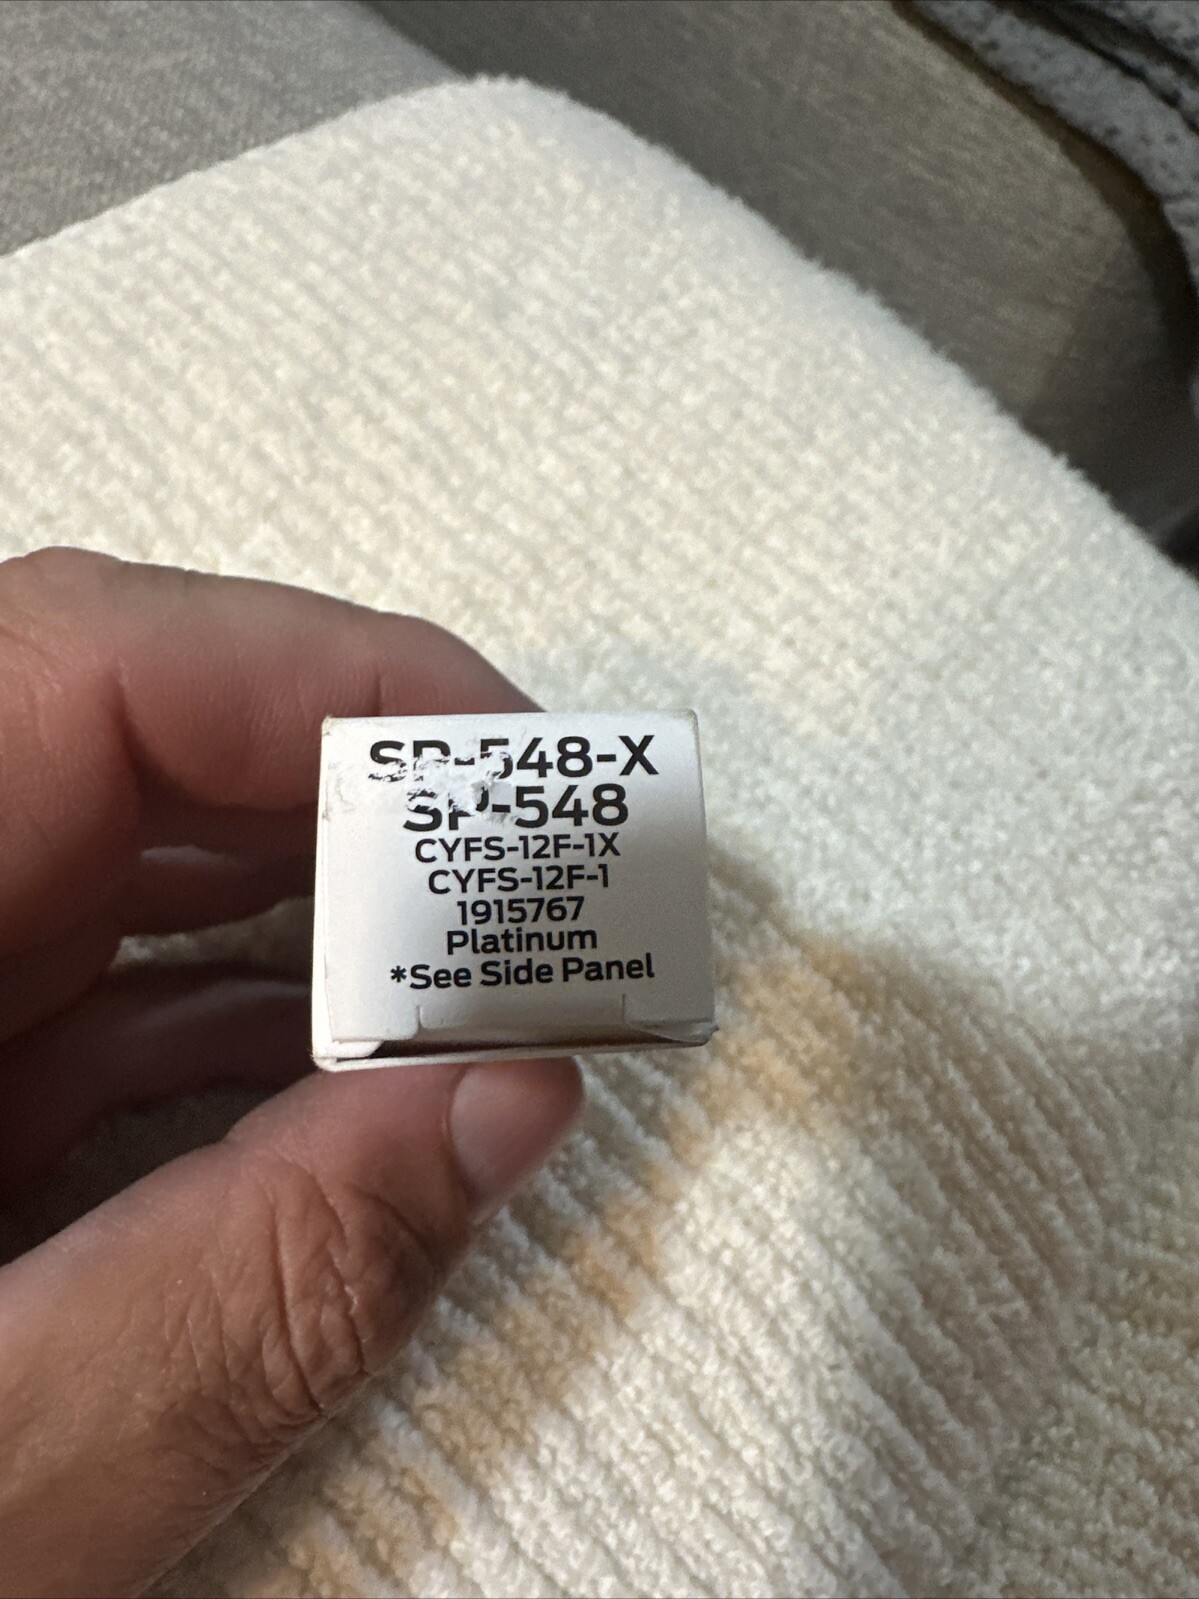 SP-548-X
SP-548
CYFS-12F-1X
CYFS-12F-1
1915767
Platinum
*See Side Panel